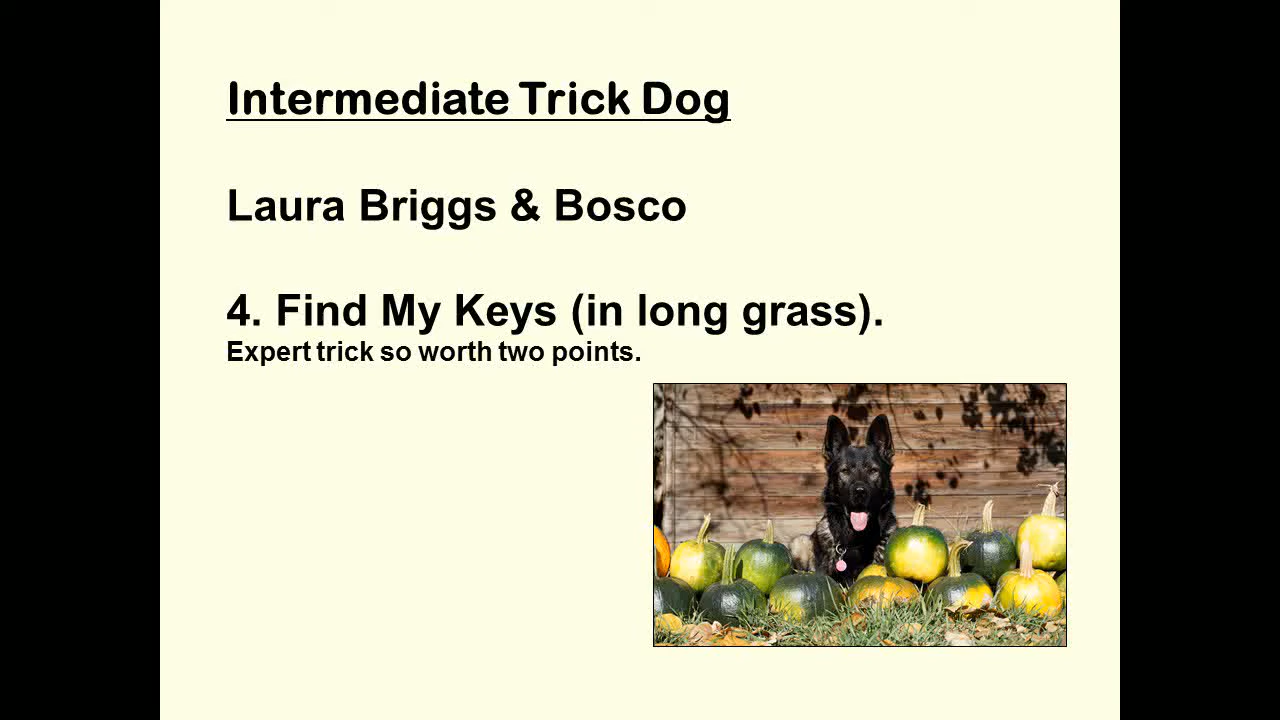 Intermediate Trick Dog
Laura Briggs & Bosco
4. Find My Keys (in long grass).
Expert trick so worth two points.